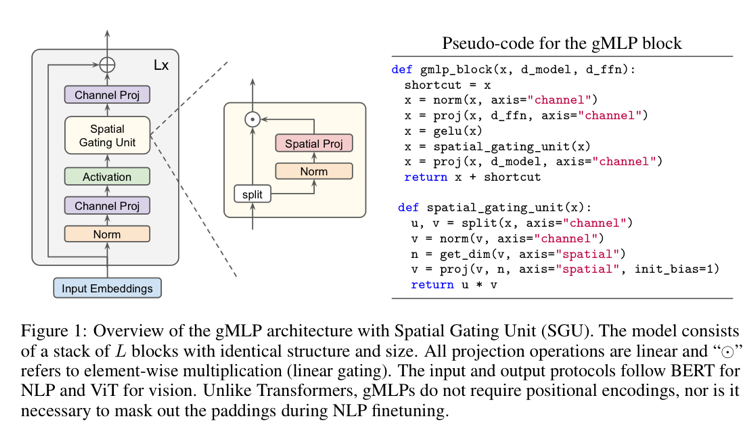 Lx
Channel Proj
Spatial
Gating Unit
Activation
Channel Proj
Norm
Input Embeddings
Spatial Proj
Norm
split
Pseudo-code for the gMLP block
def gmlp_block(x, d_model, d_ffn):
  shortcut = x
  x = norm(x, axis="channel")
  x = proj(x, d_ffn, axis="channel")
  x = gelu(x)
  x = spatial_gating_unit(x)
  x = proj(x, d_model, axis="channel")
  return x + shortcut
def spatial_gating_unit(x):
  u, v = split(x, axis="channel")
  v = norm(v, axis="channel")
  n = get_dim(v, axis="spatial")
  v = proj(v, n, axis="spatial", init_bias=1)
  return u * v
Figure 1: Overview of the gMLP architecture with Spatial Gating Unit (SGU). The model consists
of a stack of L blocks with identical structure and size. All projection operations are linear and “⊙”
refers to element-wise multiplication (linear gating). The input and output protocols follow BERT for
NLP and ViT for vision. Unlike Transformers, gMLPs do not require positional encodings, nor is it
necessary to mask out the paddings during NLP finetuning.